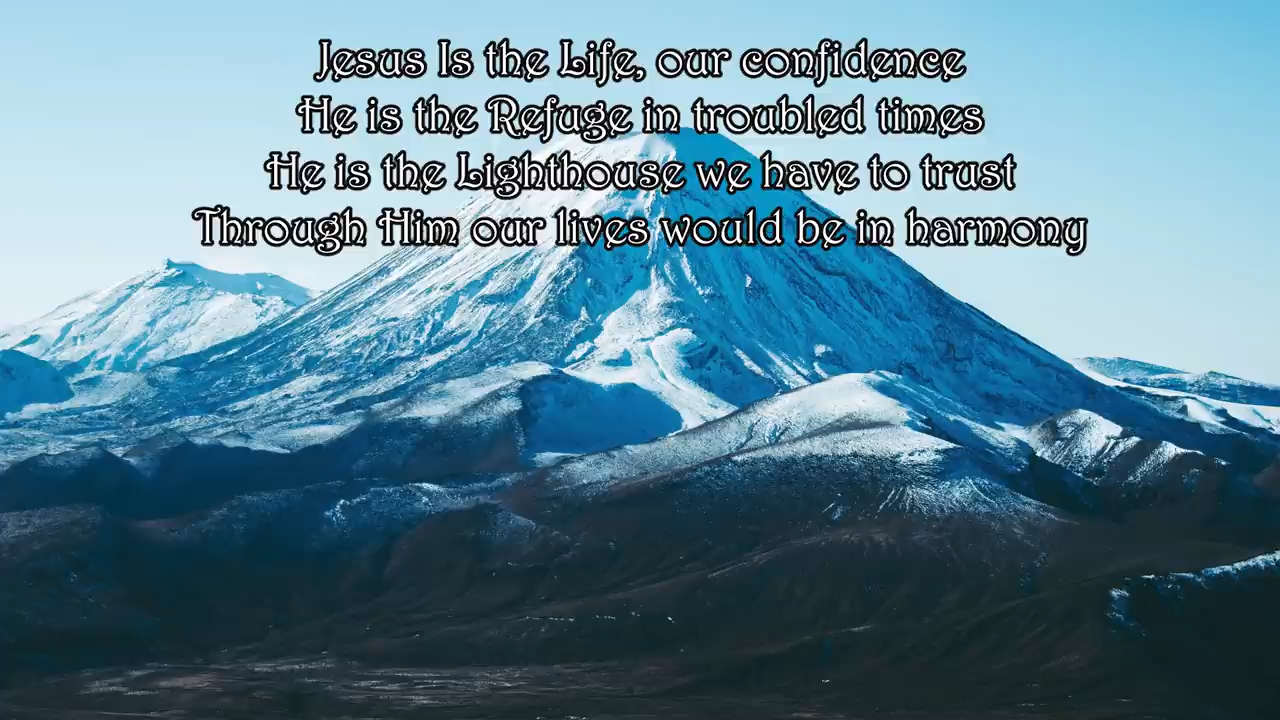 Jesus Is the Life, our confidence
He is the Refuge in troubled times
He is the Lighthouse we have to trust
Through Him our lives would be in harmony